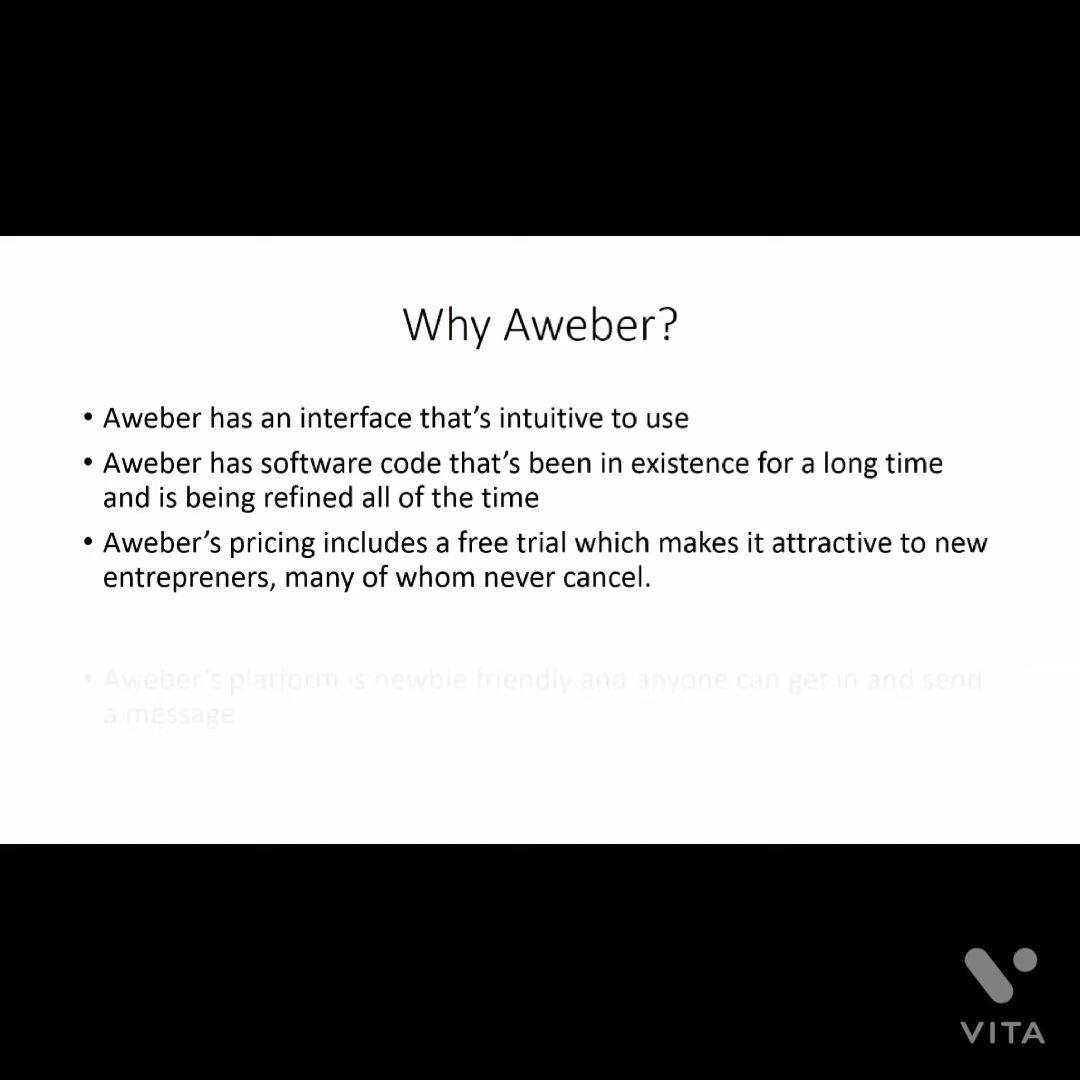 Why Aweber?
• Aweber has an interface that's intuitive to use
• Aweber has software code that's been in existence for a long time
and is being refined all of the time
• Aweber's pricing includes a free trial which makes it attractive to new
entrepreners, many of whom never cancel.
• Aweber's platform is newbie friendly and anyone can get in and send
a message
VITA